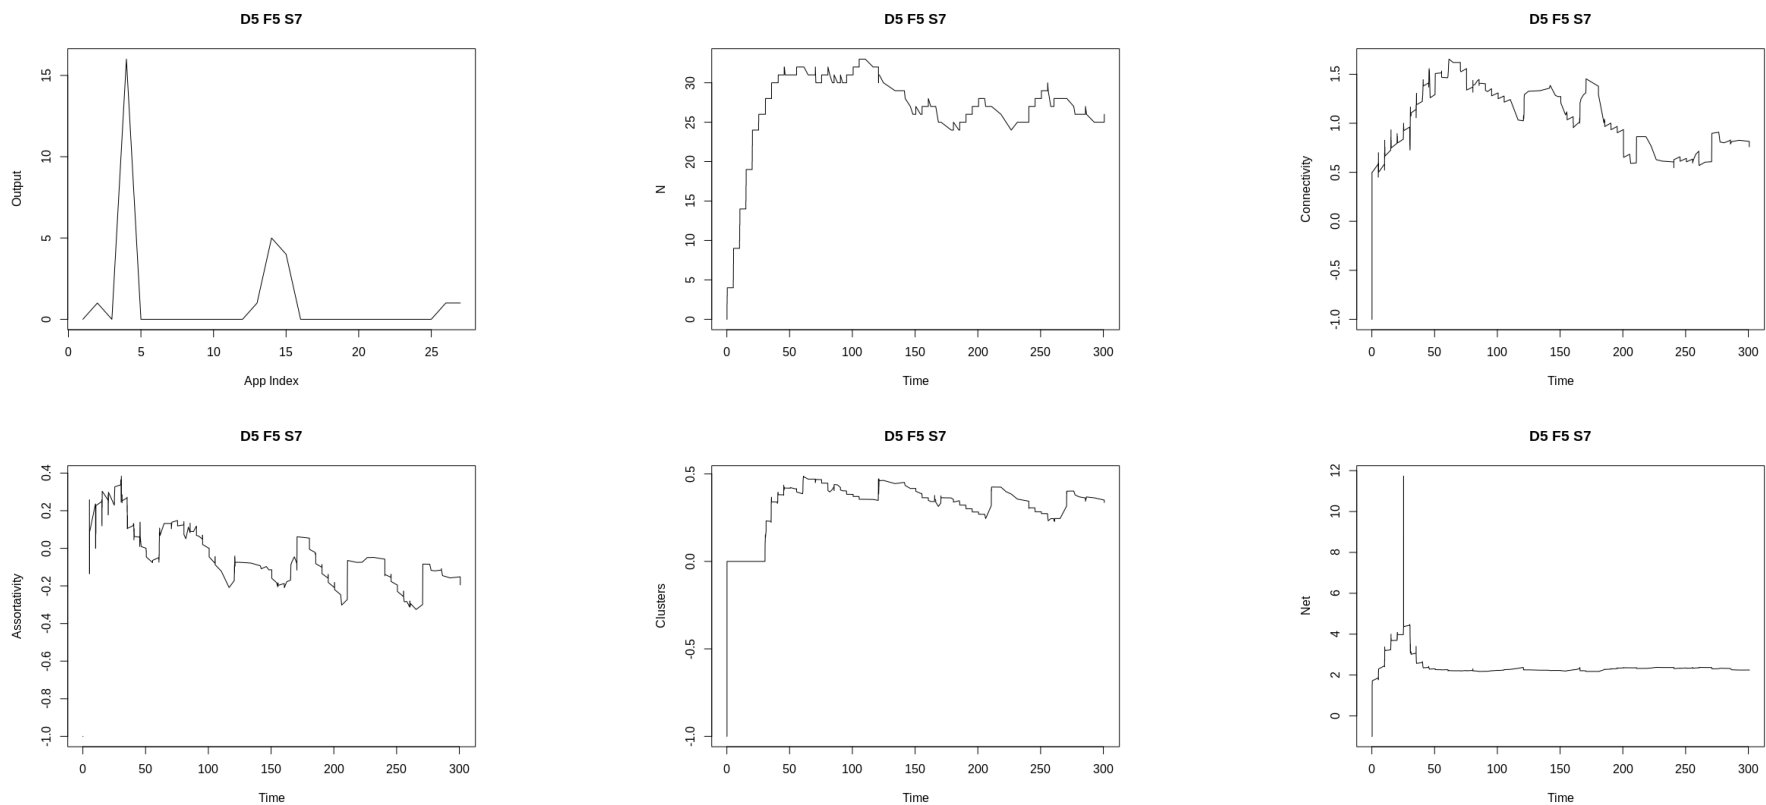 D5 F5 S7
Output
15
10
5
0
0 5 10 15 20 25
App Index
D5 F5 S7
N
30
25
20
15
10
5
0
0 50 100 150 200 250 300
Time
D5 F5 S7
Connectivity
1.5
1.0
0.5
0.0
-0.5
-1.0
0 50 100 150 200 250 300
Time
D5 F5 S7
Assortativity
0.4
0.2
0.0
-0.2
-0.4
-0.6
-0.8
-1.0
0 50 100 150 200 250 300
Time
D5 F5 S7
Clusters
0.5
0.0
-0.5
-1.0
0 50 100 150 200 250 300
Time
D5 F5 S7
Net
12
10
8
6
4
2
0
0 50 100 150 200 250 300
Time